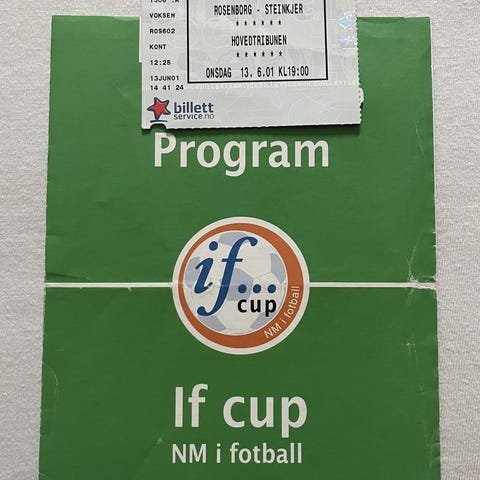 VOKSEN
ROS602
KONT
12:25
13JUN01
14 41 24
ROSENBORG - STEINKJER
* * * * * *
HOVEDTRIBUNEN
* * * * * *
ONSDAG 13. 6.01 KL19:00
billett
service.no
Program
if...
cup
NM i fotball
If cup
NM i fotball